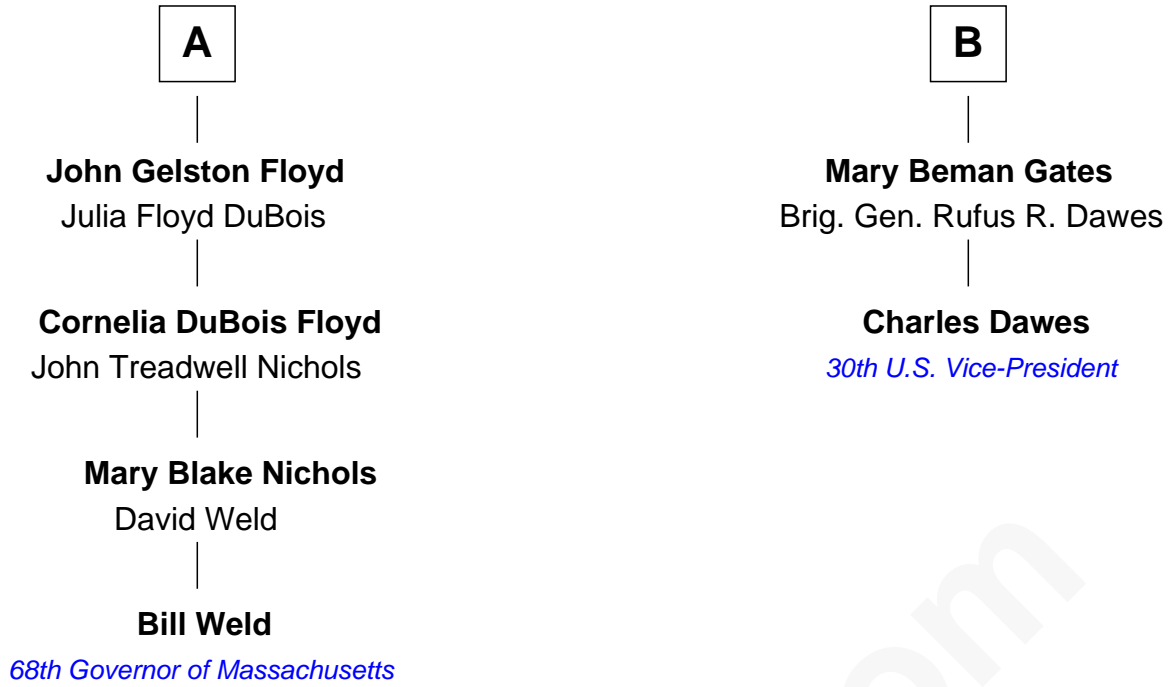 A
John Gelston Floyd
Julia Floyd DuBois
Cornelia DuBois Floyd
John Treadwell Nichols
Mary Blake Nichols
David Weld
Bill Weld
68th Governor of Massachusetts
B
Mary Beman Gates
Brig. Gen. Rufus R. Dawes
Charles Dawes
30th U.S. Vice-President
om